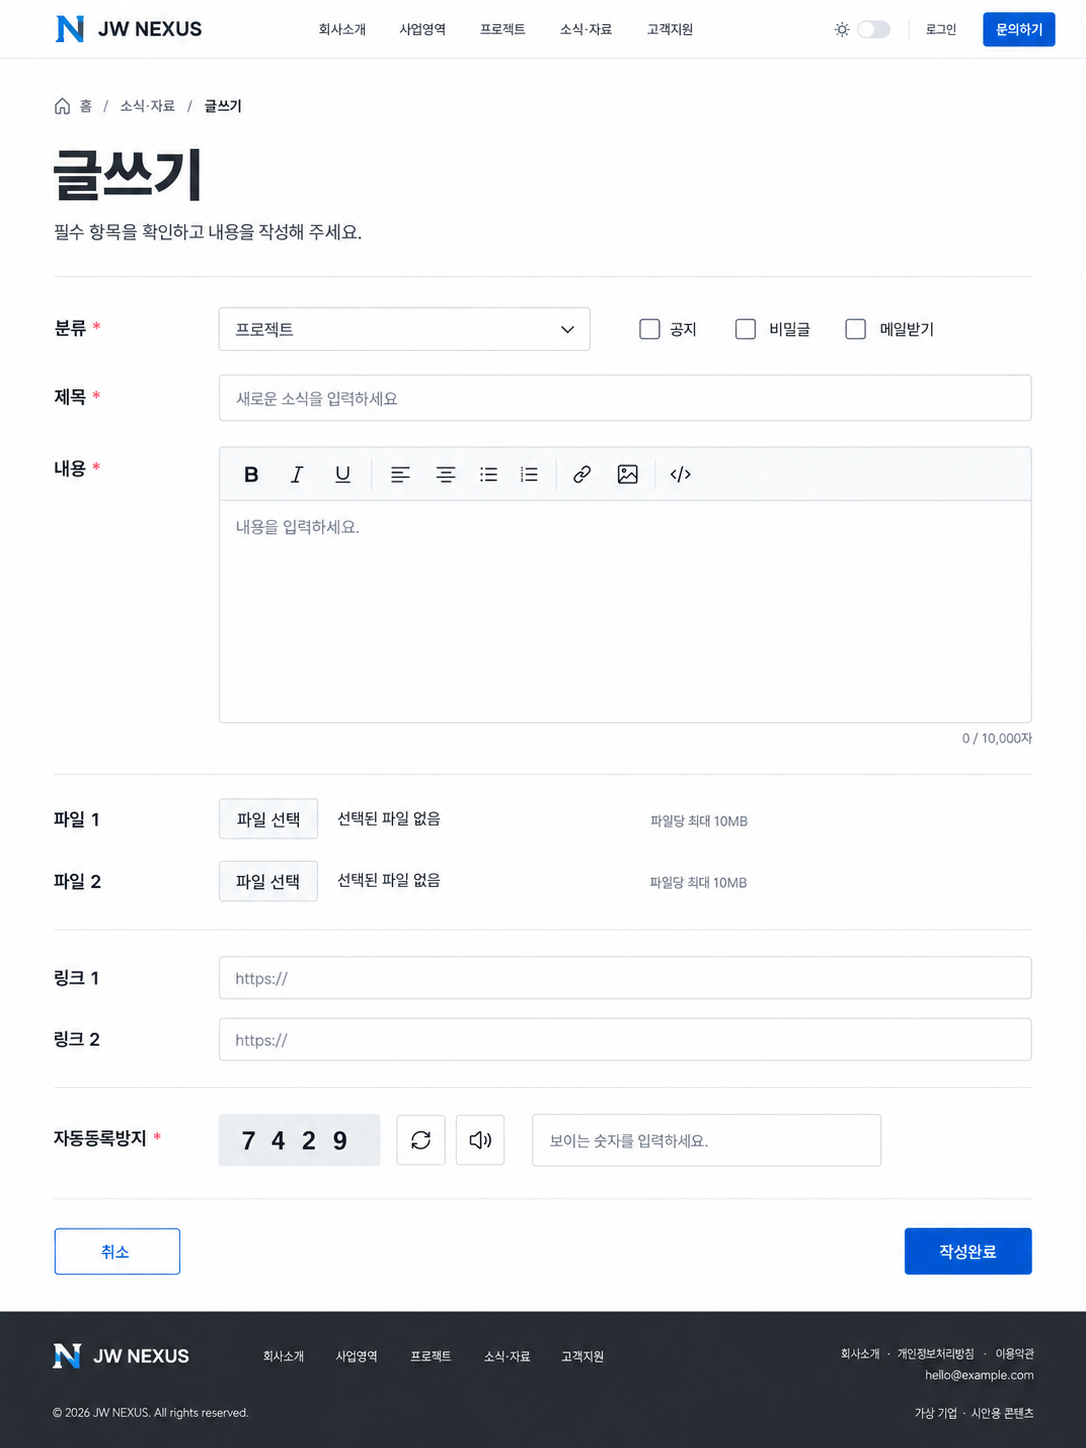 JW NEXUS 회사소개 사업영역 프로젝트 소식·자료 고객지원 로그인 문의하기
홈 / 소식·자료 / 글쓰기
글쓰기
필수 항목을 확인하고 내용을 작성해 주세요.
분류 * 프로젝트 공지 비밀글 메일받기
제목 * 새로운 소식을 입력하세요
내용 * B I U </>
내용을 입력하세요.
0 / 10,000자
파일 1 파일 선택 선택된 파일 없음 파일당 최대 10MB
파일 2 파일 선택 선택된 파일 없음 파일당 최대 10MB
링크 1 https://
링크 2 https://
자동등록방지 * 7 4 2 9 보이는 숫자를 입력하세요.
취소 작성완료
JW NEXUS 회사소개 사업영역 프로젝트 소식·자료 고객지원 회사소개 · 개인정보처리방침 · 이용약관
hello@example.com
© 2026 JW NEXUS. All rights reserved. 가상 기업 · 시안용 콘텐츠